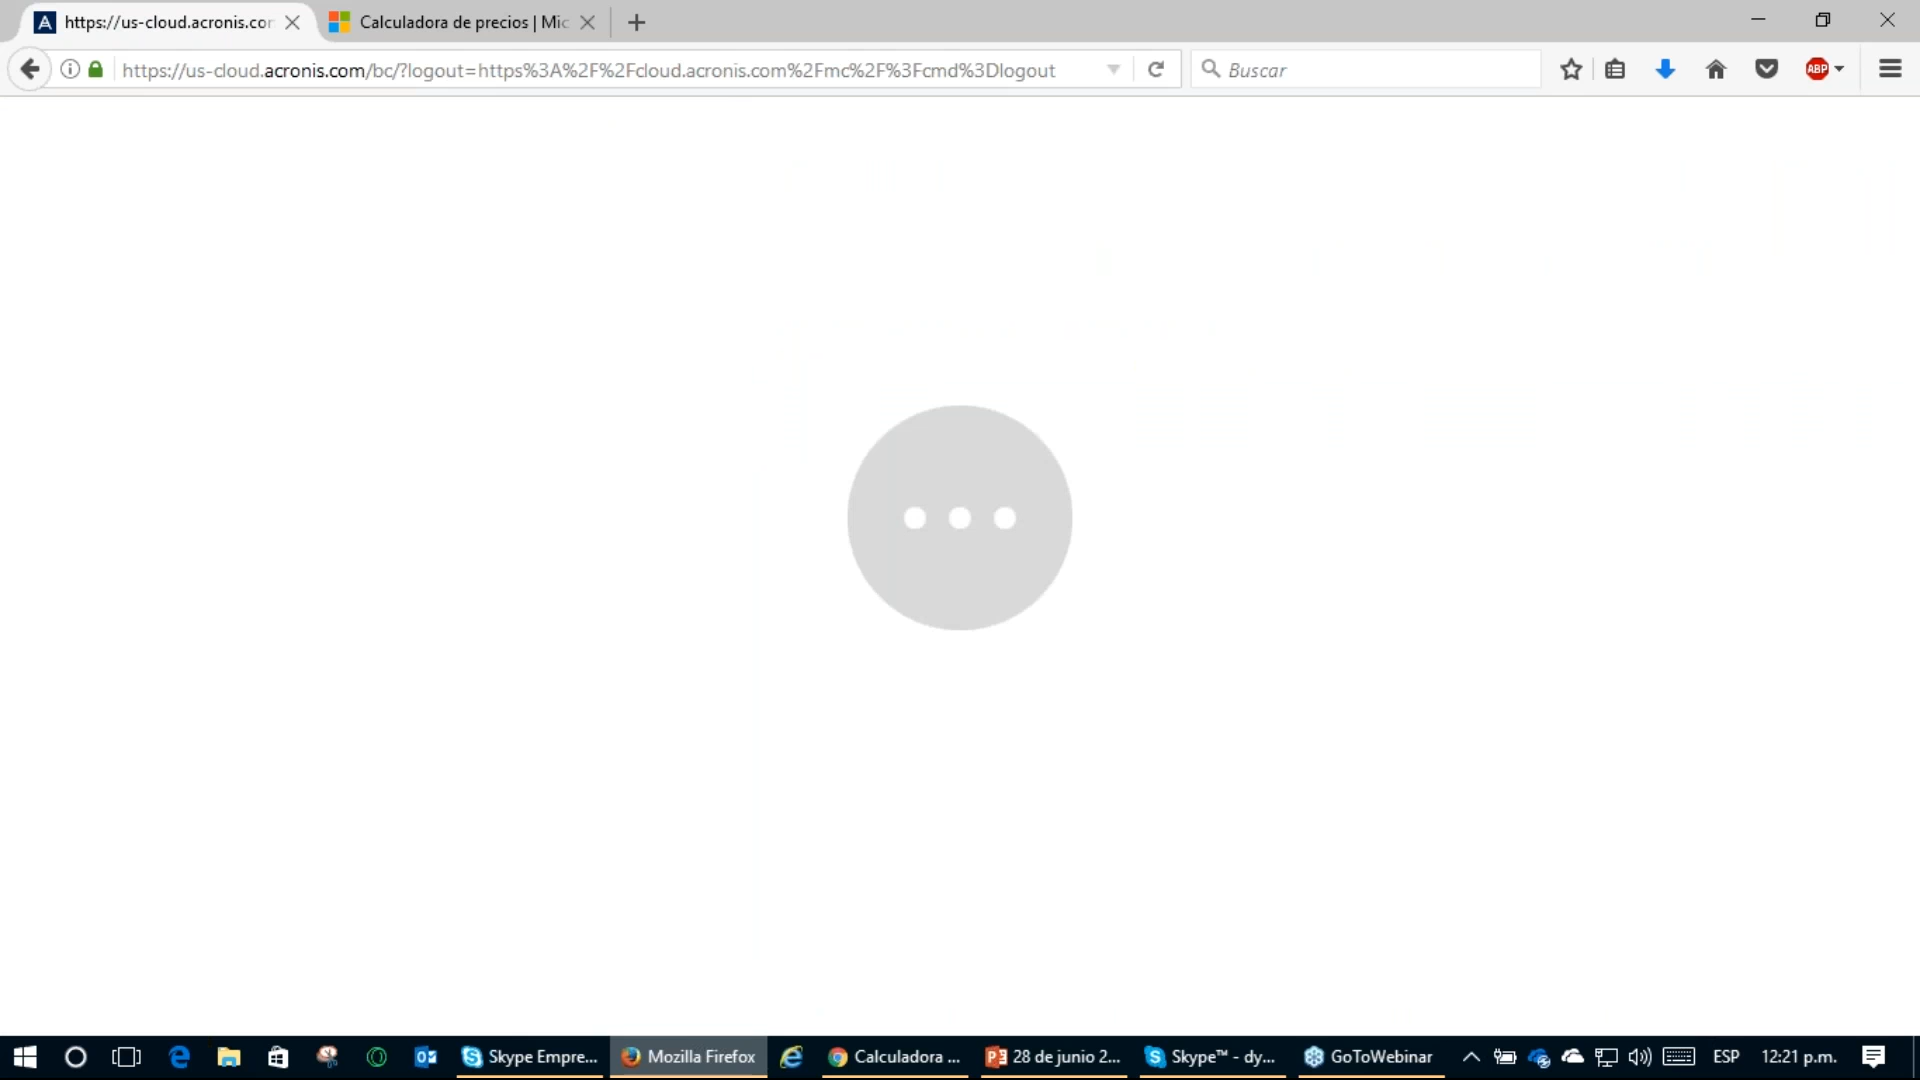 https://us-cloud.acronis.cor
Calculadora de precios | Mic
https://us-cloud.acronis.com/bc/?logout=https%3A%2F%2Fcloud.acronis.com%2Fmc%2F%3Fcmd%3Dlogout
Buscar
ABP
Skype Empre...
Mozilla Firefox
Calculadora ...
28 de junio 2...
Skype™ - dy...
GoToWebinar
ESP
12:21 p.m.